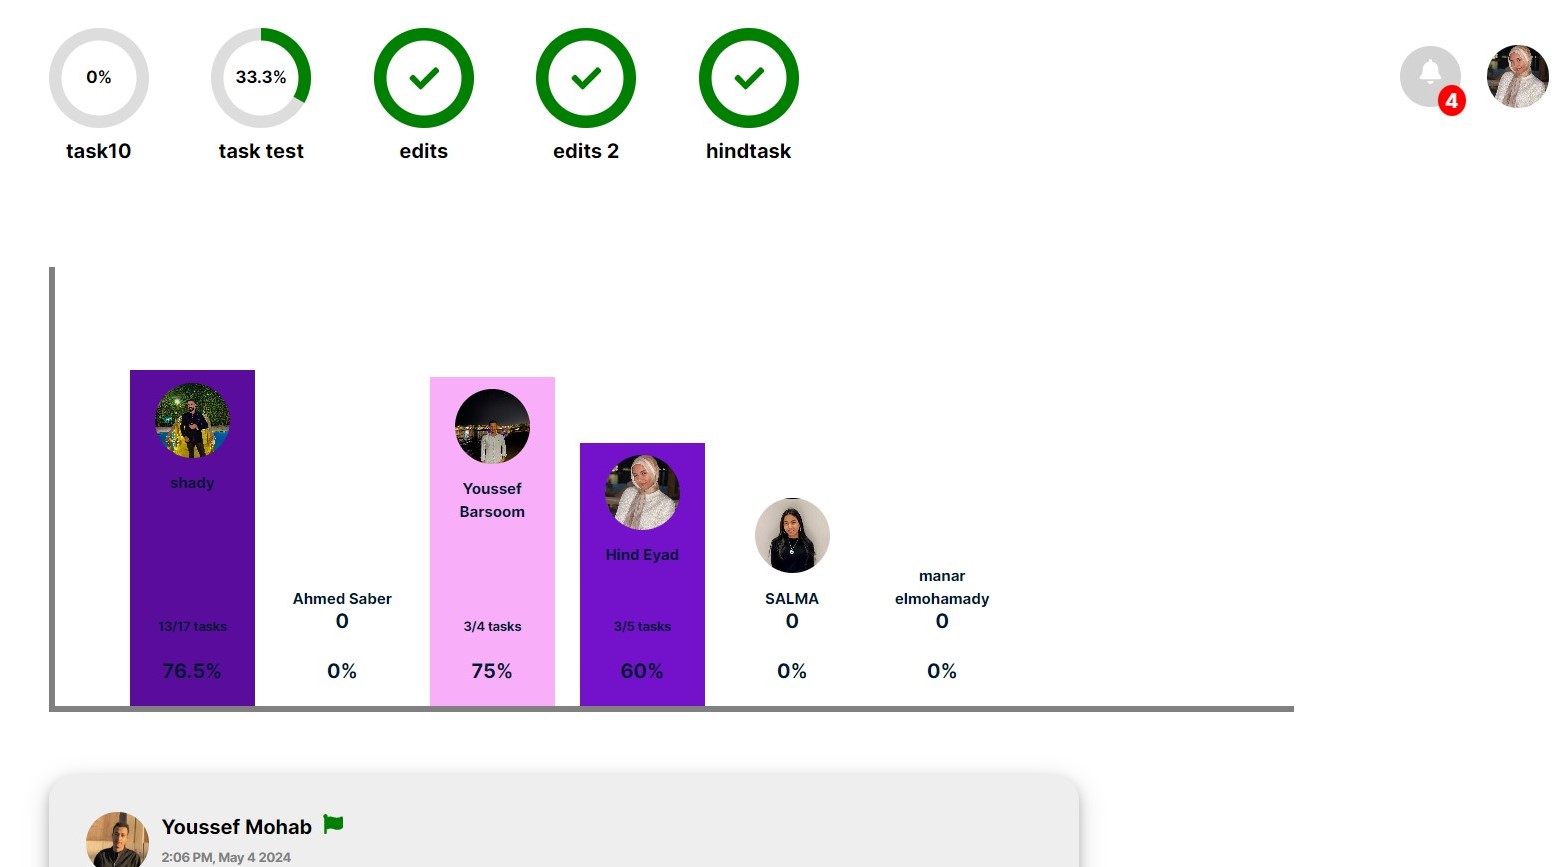 0%
33.3%
task10
task test
edits
edits 2
hindtask
4
shady
13/17 tasks
76.5%
Ahmed Saber
0
0%
Youssef
Barsoom
3/4 tasks
75%
Hind Eyad
3/5 tasks
60%
SALMA
0
0%
manar
elmohamady
0
0%
Youssef Mohab
2:06 PM, May 4 2024